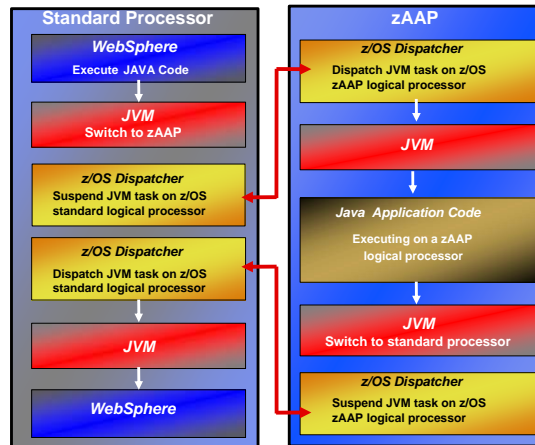 Standard Processor
WebSphere
Execute JAVA Code
JVM
Switch to zAAP
z/OS Dispatcher
Suspend JVM task on z/OS
standard logical processor
z/OS Dispatcher
Dispatch JVM task on z/OS
standard logical processor
JVM
WebSphere
zAAP
z/OS Dispatcher
Dispatch JVM task on z/OS
zAAP logical processor
JVM
Java Application Code
Executing on a zAAP
logical processor
JVM
Switch to standard processor
z/OS Dispatcher
Suspend JVM task on z/OS
zAAP logical processor